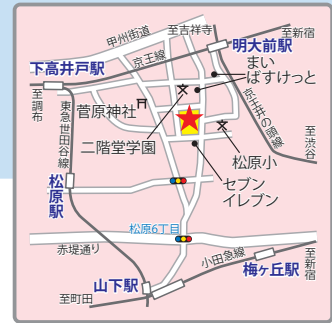 甲州街道
至吉祥寺
至新宿
京王線
明大前駅
下高井戸駅
まい
ばすけっと
至調布
東急世田谷線
菅原神社
京王井の頭線
二階堂学園
至渋谷
松原小
松原駅
セブン
イレブン
松原6丁目
赤堤通り
小田急線
至新宿
梅ヶ丘駅
山下駅
至町田